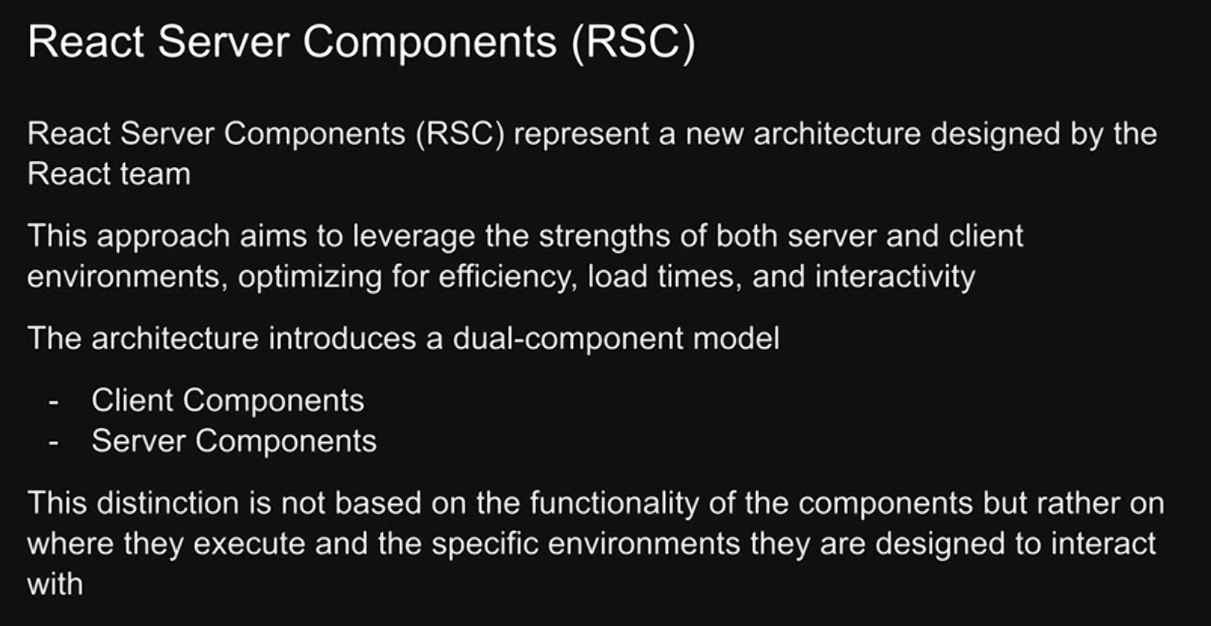 React Server Components (RSC)
React Server Components (RSC) represent a new architecture designed by the
React team
This approach aims to leverage the strengths of both server and client
environments, optimizing for efficiency, load times, and interactivity
The architecture introduces a dual-component model
- Client Components
- Server Components
This distinction is not based on the functionality of the components but rather on
where they execute and the specific environments they are designed to interact
with